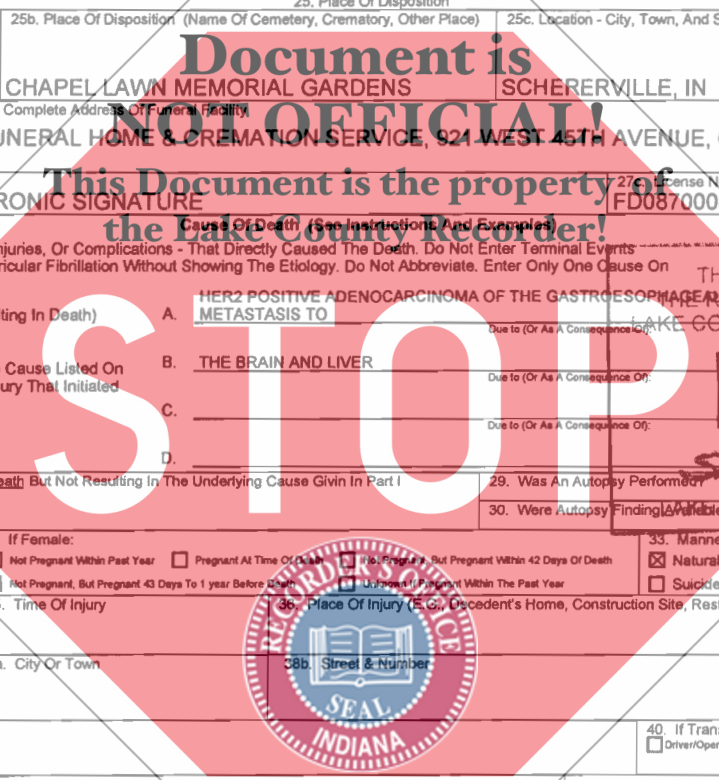 25. Place Of Disposition
25b. Place Of Disposition (Name Of Cemetery, Crematory, Other Place)
25c. Location - City, Town, And S
Document is
CHAPEL LAWN MEMORIAL GARDENS
SCHERERVILLE, IN
Complete Address Of Funeral Facility
NOT OFFICIAL!
UNERAL HOME & CREMATION SERVICE, 921 WEST 45TH AVENUE,
This Document is the property of
27c. License N
RONIC SIGNATURE
FD087000
the Lake County Recorder!
Cause Of Death (See Instructions And Examples)
njuries, Or Complications - That Directly Caused The Death. Do Not Enter Terminal Events
ricular Fibrillation Without Showing The Etiology. Do Not Abbreviate. Enter Only One Cause On
TH
HER2 POSITIVE ADENOCARCINOMA OF THE GASTROESOPHAGEAL
ting In Death)
A.
METASTASIS TO
LAKE CO
Due to (Or As A Consequence Of):
STOP
Cause Listed On
B.
THE BRAIN AND LIVER
ury That Initiated
Due to (Or As A Consequence Of):
C.
Due to (Or As A Consequence Of):
D.
eath But Not Resulting In The Underlying Cause Givin In Part I
29. Was An Autopsy Performed?
30. Were Autopsy Finding Available
If Female:
33. Manne
Not Pregnant Within Past Year
Pregnant At Time Of Death
Not Pregnant, But Pregnant Within 42 Days Of Death
Natural
Not Pregnant, But Pregnant 43 Days To 1 year Before Death
Unknown If Pregnant Within The Past Year
Suicide
. Time Of Injury
36. Place Of Injury (E.G., Decedent's Home, Construction Site, Res
RECORDER'S OFFICE
. City Or Town
38b. Street & Number
SEAL
INDIANA
40. If Tran
Driver/Oper